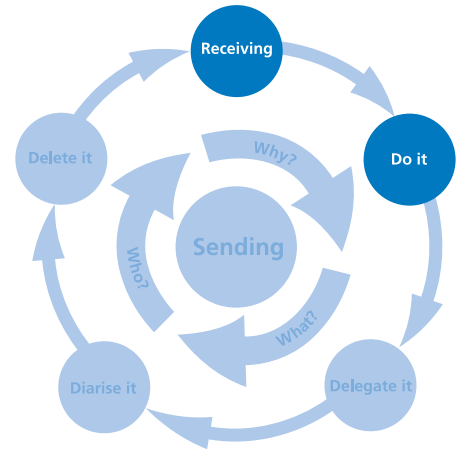 Receiving
Do it
Delegate it
Diarise it
Delete it
Why?
What?
Who?
Sending